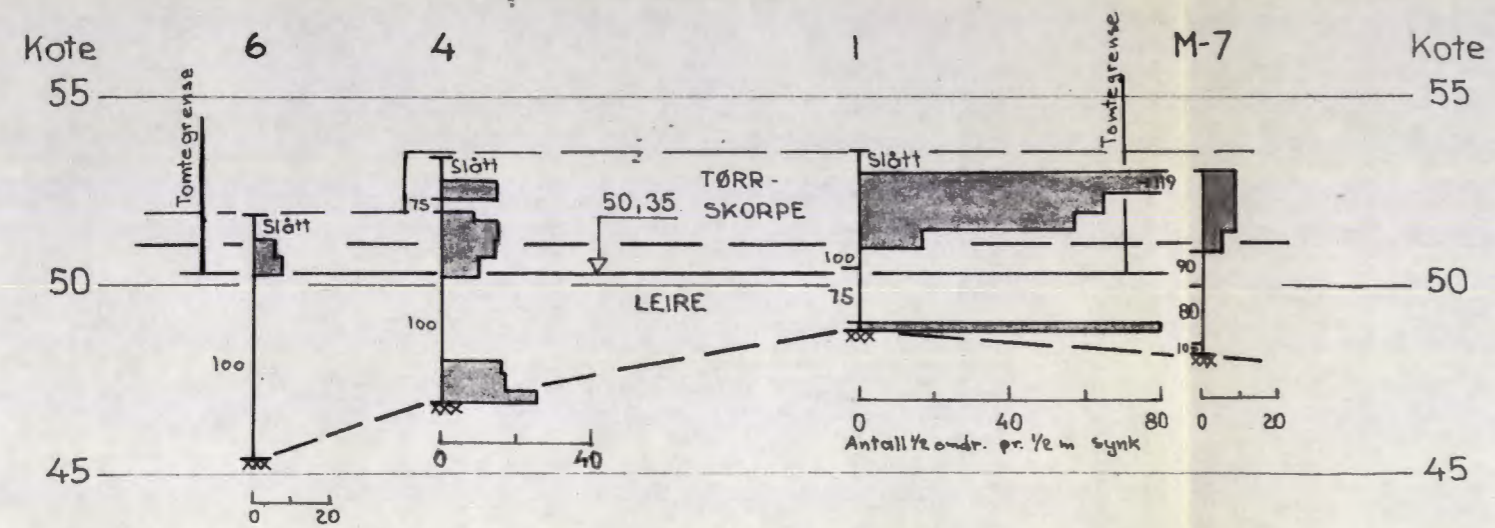 Kote 6 4 1 M-7 Kote
55 55
Tomtegrense
Tomtegrense
Slått
Slått
Slått
TØRR-
SKORPE
50,35
119
75
100
90
50 50
LEIRE
75
80
100
100
105
45 45
0 20
0 40
0 40 80
0 20
Antall 1/2 omdr. pr. 1/2 m synk